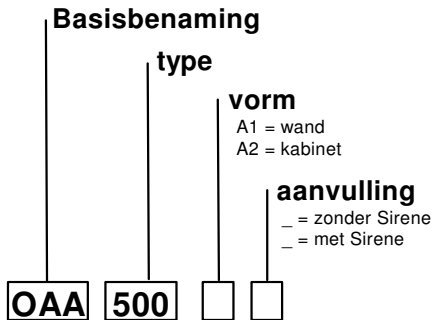 Basisbenaming
type
vorm
A1 = wand
A2 = kabinet
aanvulling
_ = zonder Sirene
_ = met Sirene
OAA 500